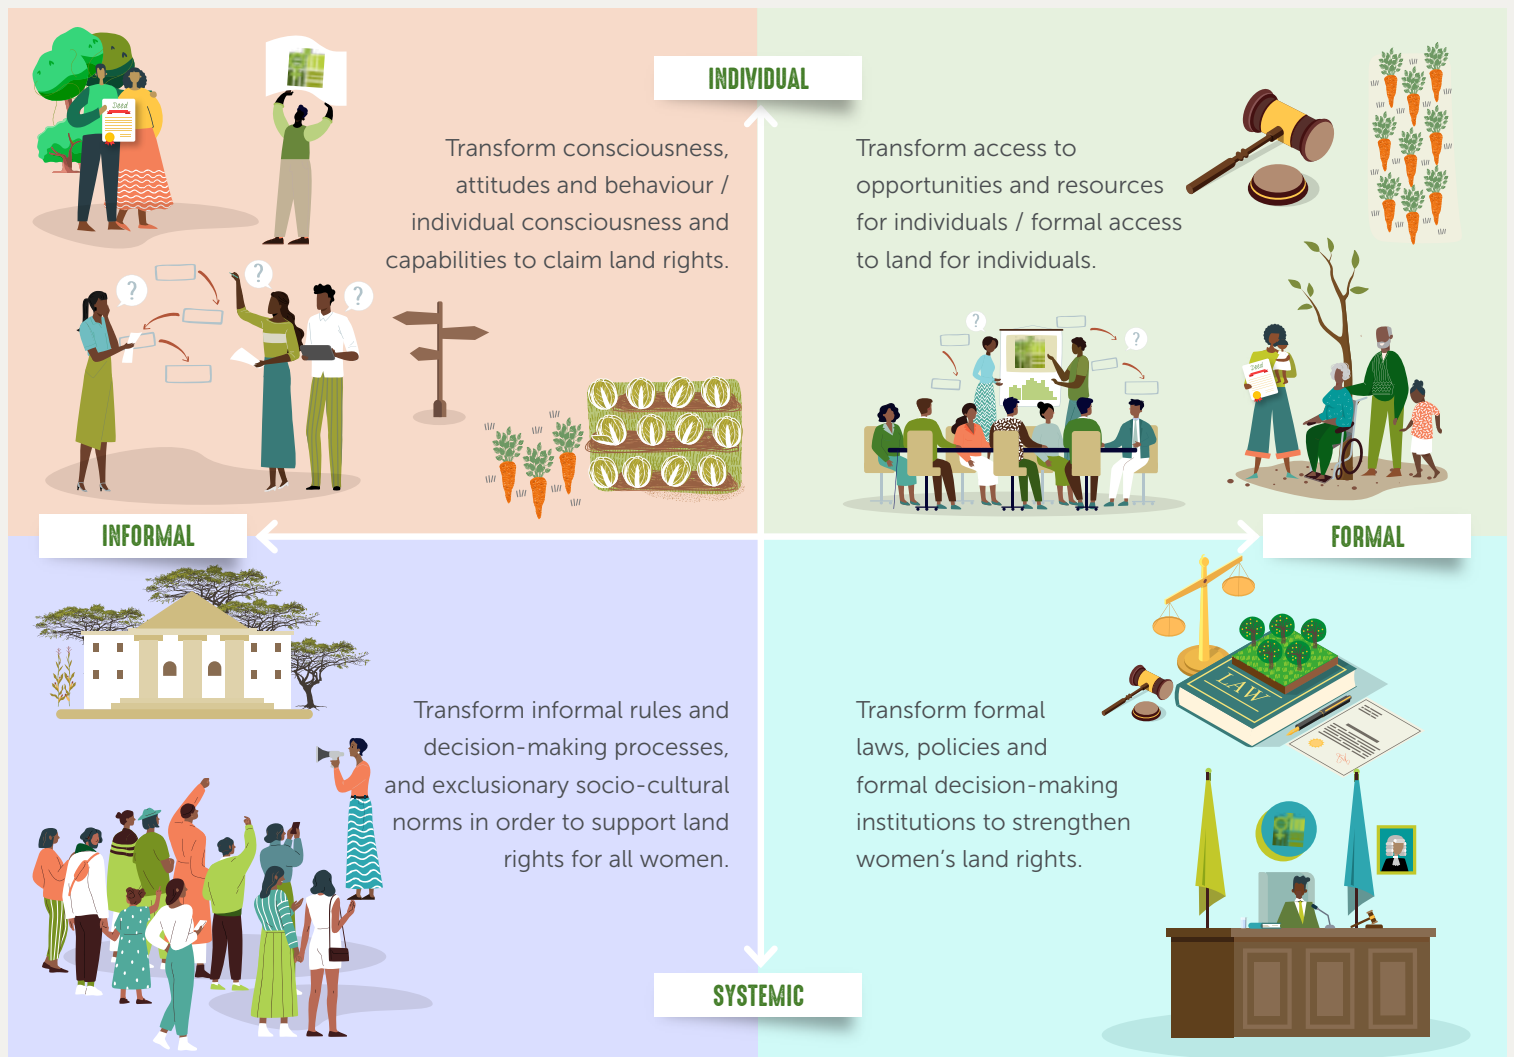 INDIVIDUAL
Deed
Transform consciousness,
attitudes and behaviour /
individual consciousness and
capabilities to claim land rights.
?
?
?
Transform access to
opportunities and resources
for individuals / formal access
to land for individuals.
?
?
Deed
INFORMAL
FORMAL
Transform informal rules and
decision-making processes,
and exclusionary socio-cultural
norms in order to support land
rights for all women.
LAW
Transform formal
laws, policies and
formal decision-making
institutions to strengthen
women's land rights.
SYSTEMIC